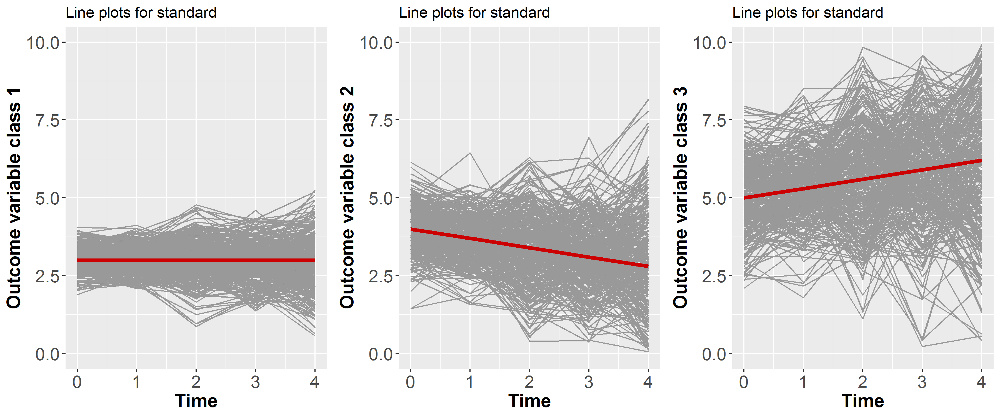 Line plots for standard
Outcome variable class 1
10.0
7.5
5.0
2.5
0.0
0 1 2 3 4
Time
Line plots for standard
Outcome variable class 2
10.0
7.5
5.0
2.5
0.0
0 1 2 3 4
Time
Line plots for standard
Outcome variable class 3
10.0
7.5
5.0
2.5
0.0
0 1 2 3 4
Time